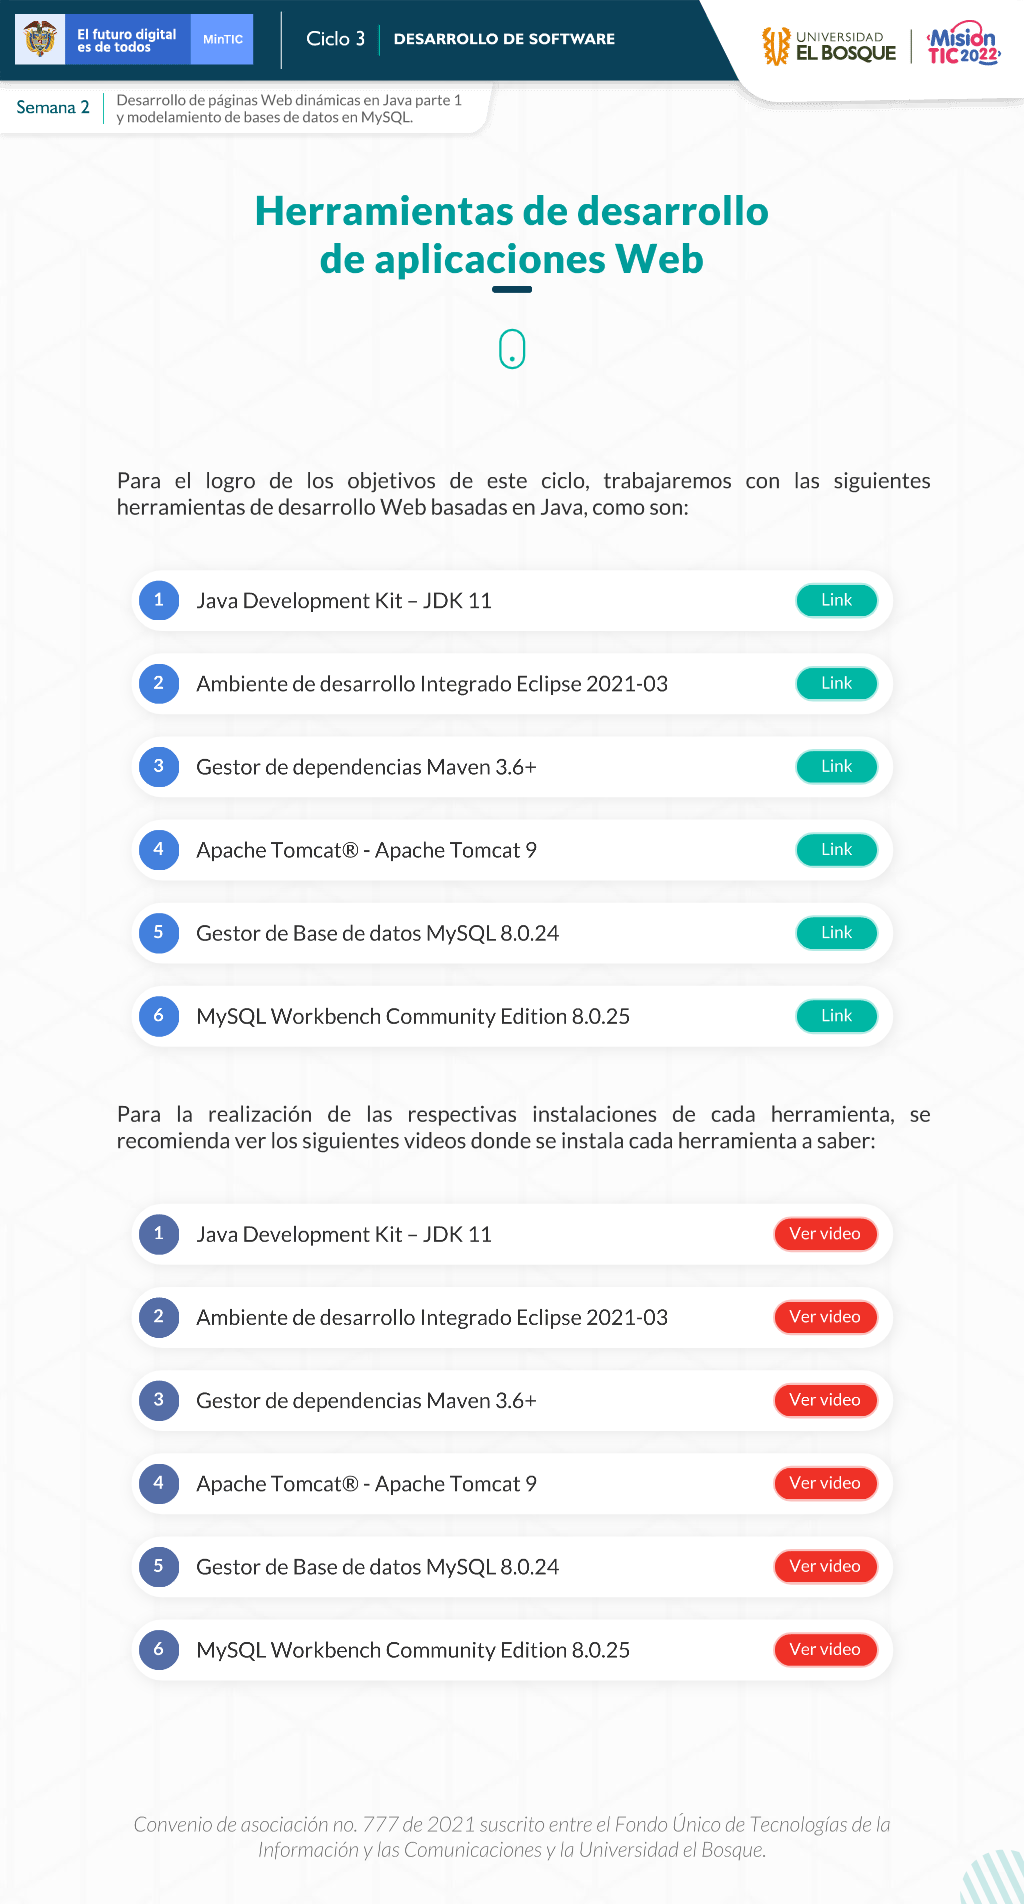 El futuro digital
es de todos
MinTIC
Ciclo 3
DESARROLLO DE SOFTWARE
UNIVERSIDAD
EL BOSQUE
Misión
TIC 2022
Semana 2
Desarrollo de páginas Web dinámicas en Java parte 1
y modelamiento de bases de datos en MySQL.
Herramientas de desarrollo
de aplicaciones Web
Para el logro de los objetivos de este ciclo, trabajaremos con las siguientes
herramientas de desarrollo Web basadas en Java, como son:
1 Java Development Kit – JDK 11 Link
2 Ambiente de desarrollo Integrado Eclipse 2021-03 Link
3 Gestor de dependencias Maven 3.6+ Link
4 Apache Tomcat® - Apache Tomcat 9 Link
5 Gestor de Base de datos MySQL 8.0.24 Link
6 MySQL Workbench Community Edition 8.0.25 Link
Para la realización de las respectivas instalaciones de cada herramienta, se
recomienda ver los siguientes videos donde se instala cada herramienta a saber:
1 Java Development Kit – JDK 11 Ver video
2 Ambiente de desarrollo Integrado Eclipse 2021-03 Ver video
3 Gestor de dependencias Maven 3.6+ Ver video
4 Apache Tomcat® - Apache Tomcat 9 Ver video
5 Gestor de Base de datos MySQL 8.0.24 Ver video
6 MySQL Workbench Community Edition 8.0.25 Ver video
Convenio de asociación no. 777 de 2021 suscrito entre el Fondo Único de Tecnologías de la
Información y las Comunicaciones y la Universidad el Bosque.